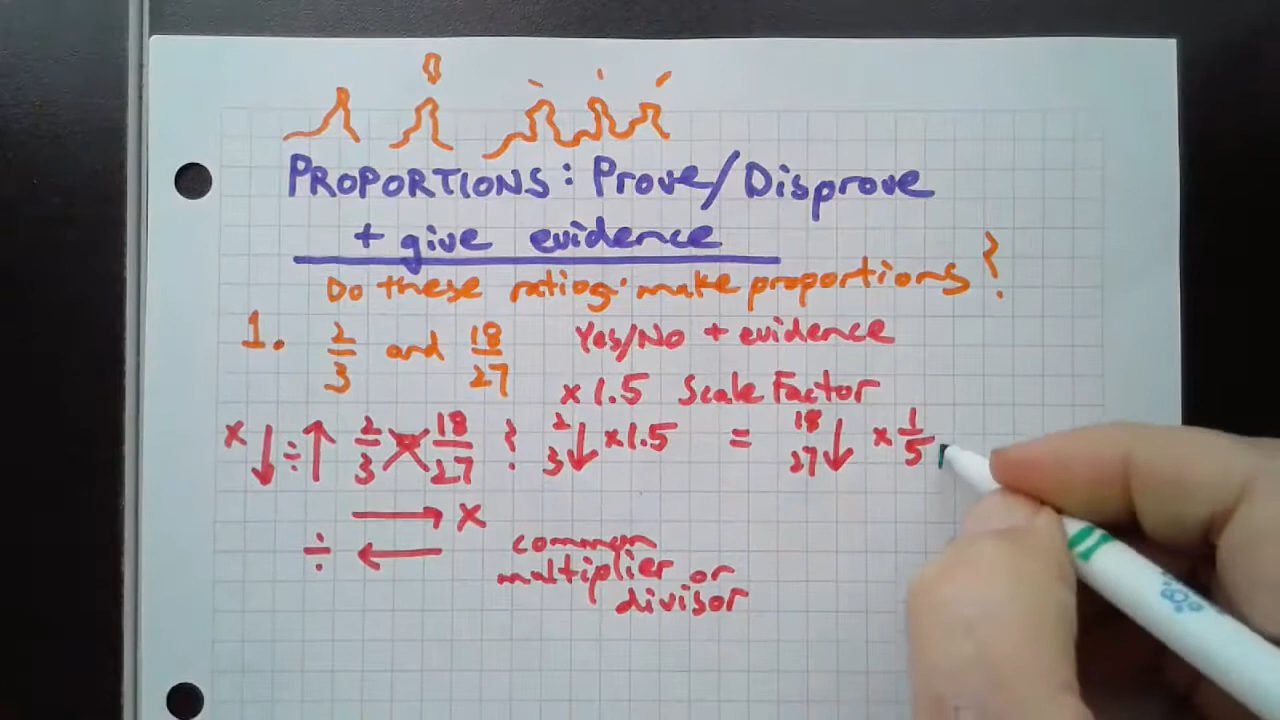 PROPORTIONS: Prove/Disprove
+ give evidence
Do these ratios make proportions?
1. 2/3 and 18/27 Yes/No + evidence
x 1.5 Scale Factor
x ↓ ÷ ↑ 2/3 X 18/27 ? 2/3 ↓ x 1.5 = 18/27 ↓ x 1/5
→ x
÷ ← common
multiplier or
divisor